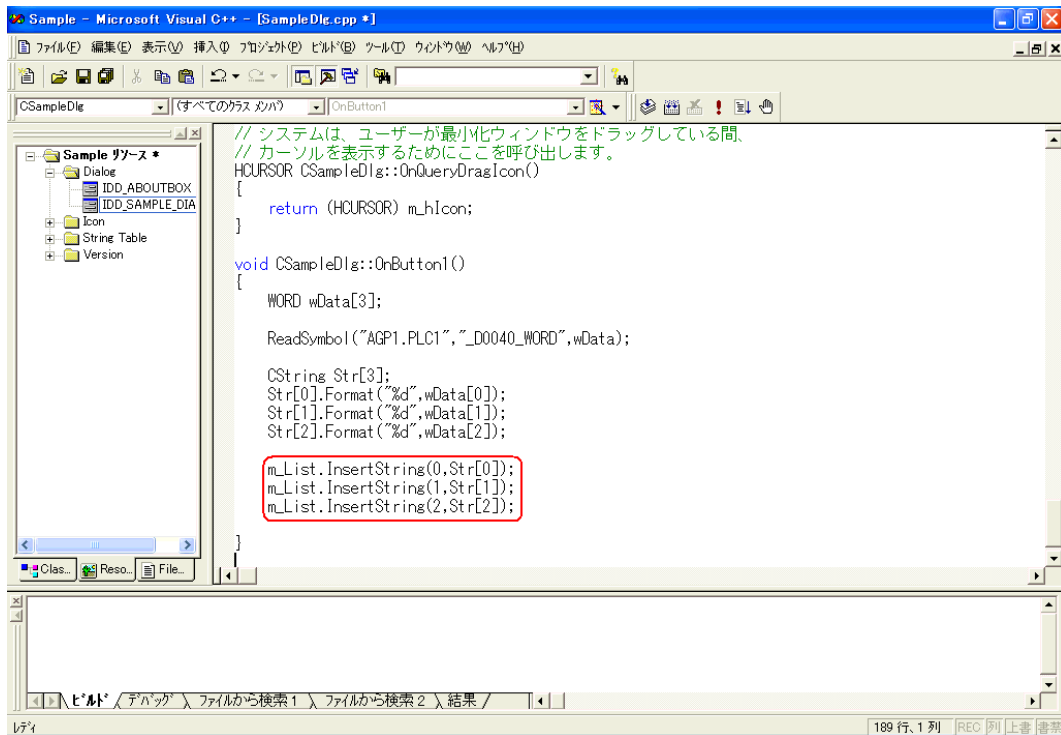 Sample - Microsoft Visual C++ - [SampleDlg.cpp *]
ファイル(F) 編集(E) 表示(V) 挿入(I) プロジェクト(P) ビルド(B) ツール(T) ウィンドウ(W) ヘルプ(H)
CSampleDlg (すべてのクラス メンバ) OnButton1
Sample リソース *
Dialog
IDD_ABOUTBOX
IDD_SAMPLE_DIA
Icon
String Table
Version
Clas... Reso... File...
// システムは、ユーザーが最小化ウィンドウをドラッグしている間、
// カーソルを表示するためにここを呼び出します。
HCURSOR CSampleDlg::OnQueryDragIcon()
{
return (HCURSOR) m_hIcon;
}
void CSampleDlg::OnButton1()
{
WORD wData[3];
ReadSymbol("AGP1.PLC1","_D0040_WORD",wData);
CString Str[3];
Str[0].Format("%d",wData[0]);
Str[1].Format("%d",wData[1]);
Str[2].Format("%d",wData[2]);
m_List.InsertString(0,Str[0]);
m_List.InsertString(1,Str[1]);
m_List.InsertString(2,Str[2]);
}
ビルド デバッグ ファイルから検索1 ファイルから検索2 結果
レディ 189 行、1 列 REC 列 上書 書禁